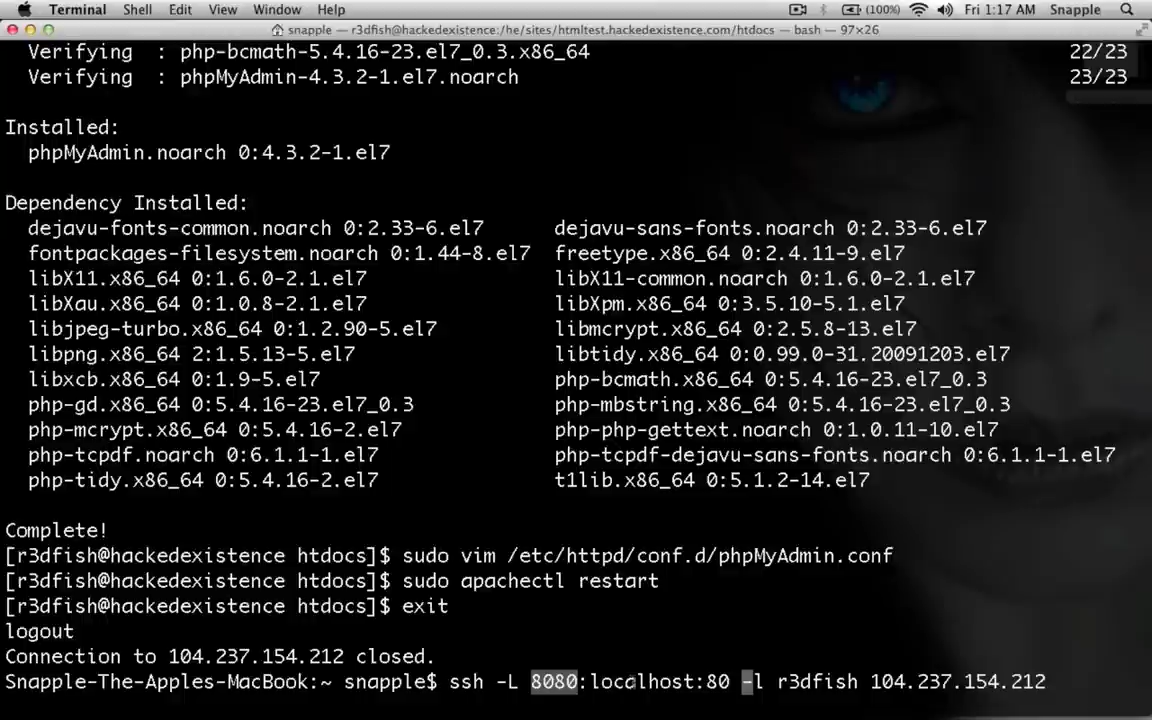 Terminal Shell Edit View Window Help (100%) Fri 1:17 AM Snapple
snapple — r3dfish@hackedexistence:/he/sites/htmltest.hackedexistence.com/htdocs — bash — 97×26
Verifying : php-bcmath-5.4.16-23.el7_0.3.x86_64 22/23
Verifying : phpMyAdmin-4.3.2-1.el7.noarch 23/23
Installed:
phpMyAdmin.noarch 0:4.3.2-1.el7
Dependency Installed:
dejavu-fonts-common.noarch 0:2.33-6.el7 dejavu-sans-fonts.noarch 0:2.33-6.el7
fontpackages-filesystem.noarch 0:1.44-8.el7 freetype.x86_64 0:2.4.11-9.el7
libX11.x86_64 0:1.6.0-2.1.el7 libX11-common.noarch 0:1.6.0-2.1.el7
libXau.x86_64 0:1.0.8-2.1.el7 libXpm.x86_64 0:3.5.10-5.1.el7
libjpeg-turbo.x86_64 0:1.2.90-5.el7 libmcrypt.x86_64 0:2.5.8-13.el7
libpng.x86_64 2:1.5.13-5.el7 libtidy.x86_64 0:0.99.0-31.20091203.el7
libxcb.x86_64 0:1.9-5.el7 php-bcmath.x86_64 0:5.4.16-23.el7_0.3
php-gd.x86_64 0:5.4.16-23.el7_0.3 php-mbstring.x86_64 0:5.4.16-23.el7_0.3
php-mcrypt.x86_64 0:5.4.16-2.el7 php-php-gettext.noarch 0:1.0.11-10.el7
php-tcpdf.noarch 0:6.1.1-1.el7 php-tcpdf-dejavu-sans-fonts.noarch 0:6.1.1-1.el7
php-tidy.x86_64 0:5.4.16-2.el7 t1lib.x86_64 0:5.1.2-14.el7
Complete!
[r3dfish@hackedexistence htdocs]$ sudo vim /etc/httpd/conf.d/phpMyAdmin.conf
[r3dfish@hackedexistence htdocs]$ sudo apachectl restart
[r3dfish@hackedexistence htdocs]$ exit
logout
Connection to 104.237.154.212 closed.
Snapple-The-Apples-MacBook:~ snapple$ ssh -L 8080:localhost:80 -l r3dfish 104.237.154.212